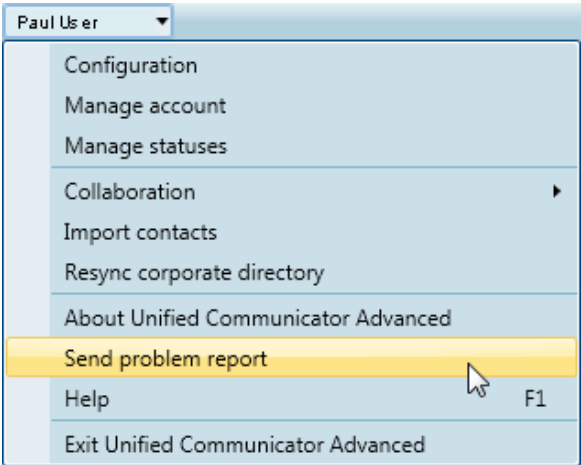 Paul User
Configuration
Manage account
Manage statuses
Collaboration
Import contacts
Resync corporate directory
About Unified Communicator Advanced
Send problem report
Help F1
Exit Unified Communicator Advanced